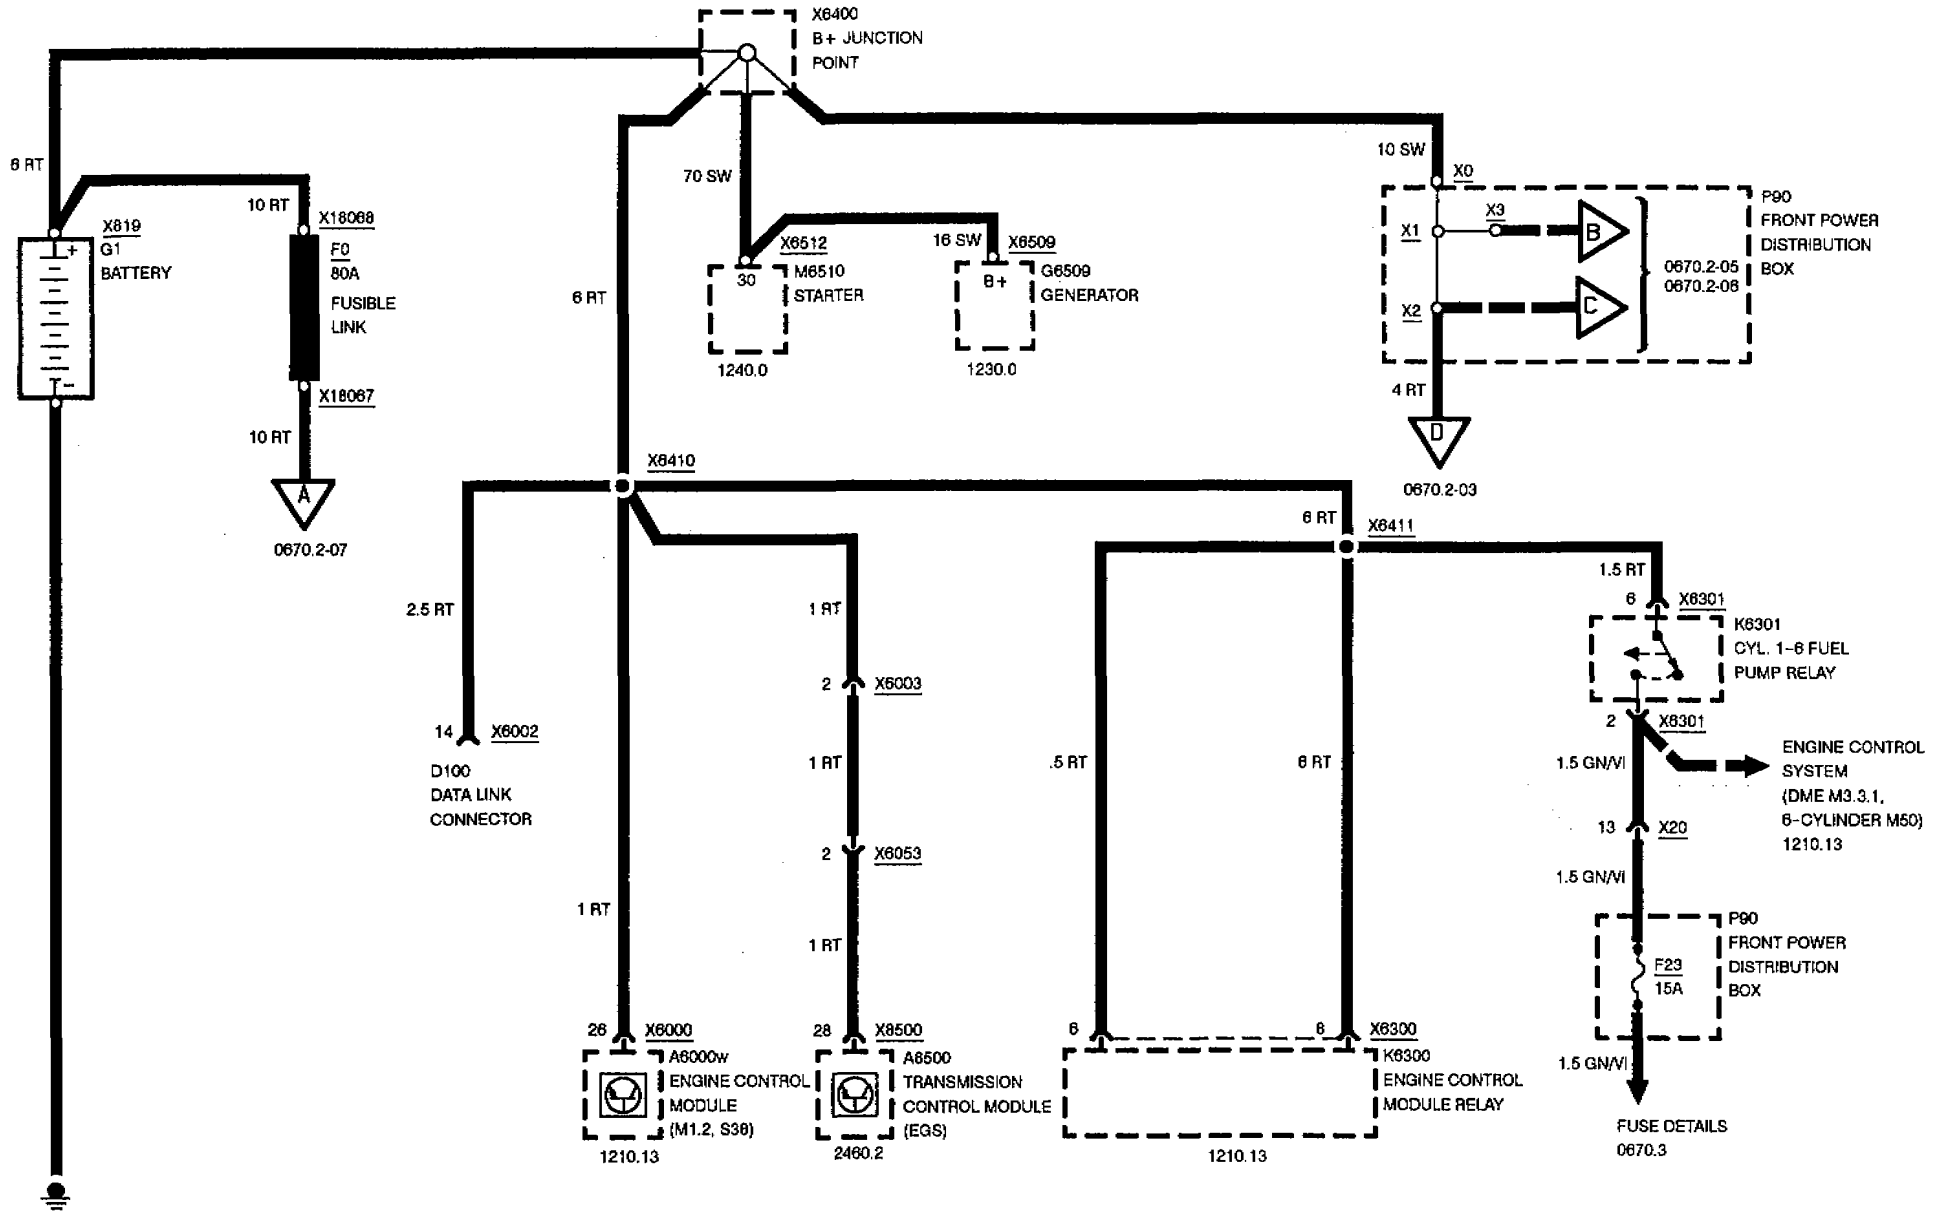 X6400
B+ JUNCTION
POINT
6 RT
10 RT
X18068
X819
G1
BATTERY
+
-
F0
80A
FUSIBLE
LINK
X18067
10 RT
A
0670.2-07
70 SW
X6512
16 SW
X6509
30
M6510
STARTER
1240.0
B+
G6509
GENERATOR
1230.0
6 RT
10 SW
X0
P90
FRONT POWER
DISTRIBUTION
BOX
X1
X3
B
X2
C
0670.2-05
0670.2-06
4 RT
D
0670.2-03
X6410
6 RT
X6411
2.5 RT
1 RT
1.5 RT
6
X6301
K6301
CYL. 1-6 FUEL
PUMP RELAY
2
X6003
14
X6002
D100
DATA LINK
CONNECTOR
1 RT
.5 RT
6 RT
2
X6301
1.5 GN/VI
ENGINE CONTROL
SYSTEM
(DME M3.3.1,
6-CYLINDER M50)
1210.13
2
X6053
13
X20
1.5 GN/VI
1 RT
1 RT
P90
FRONT POWER
DISTRIBUTION
BOX
F23
15A
26
X6000
A6000w
ENGINE CONTROL
MODULE
(M1.2, S38)
1210.13
28
X8500
A8500
TRANSMISSION
CONTROL MODULE
(EGS)
2460.2
6
6
X6300
K6300
ENGINE CONTROL
MODULE RELAY
1210.13
1.5 GN/VI
FUSE DETAILS
0670.3